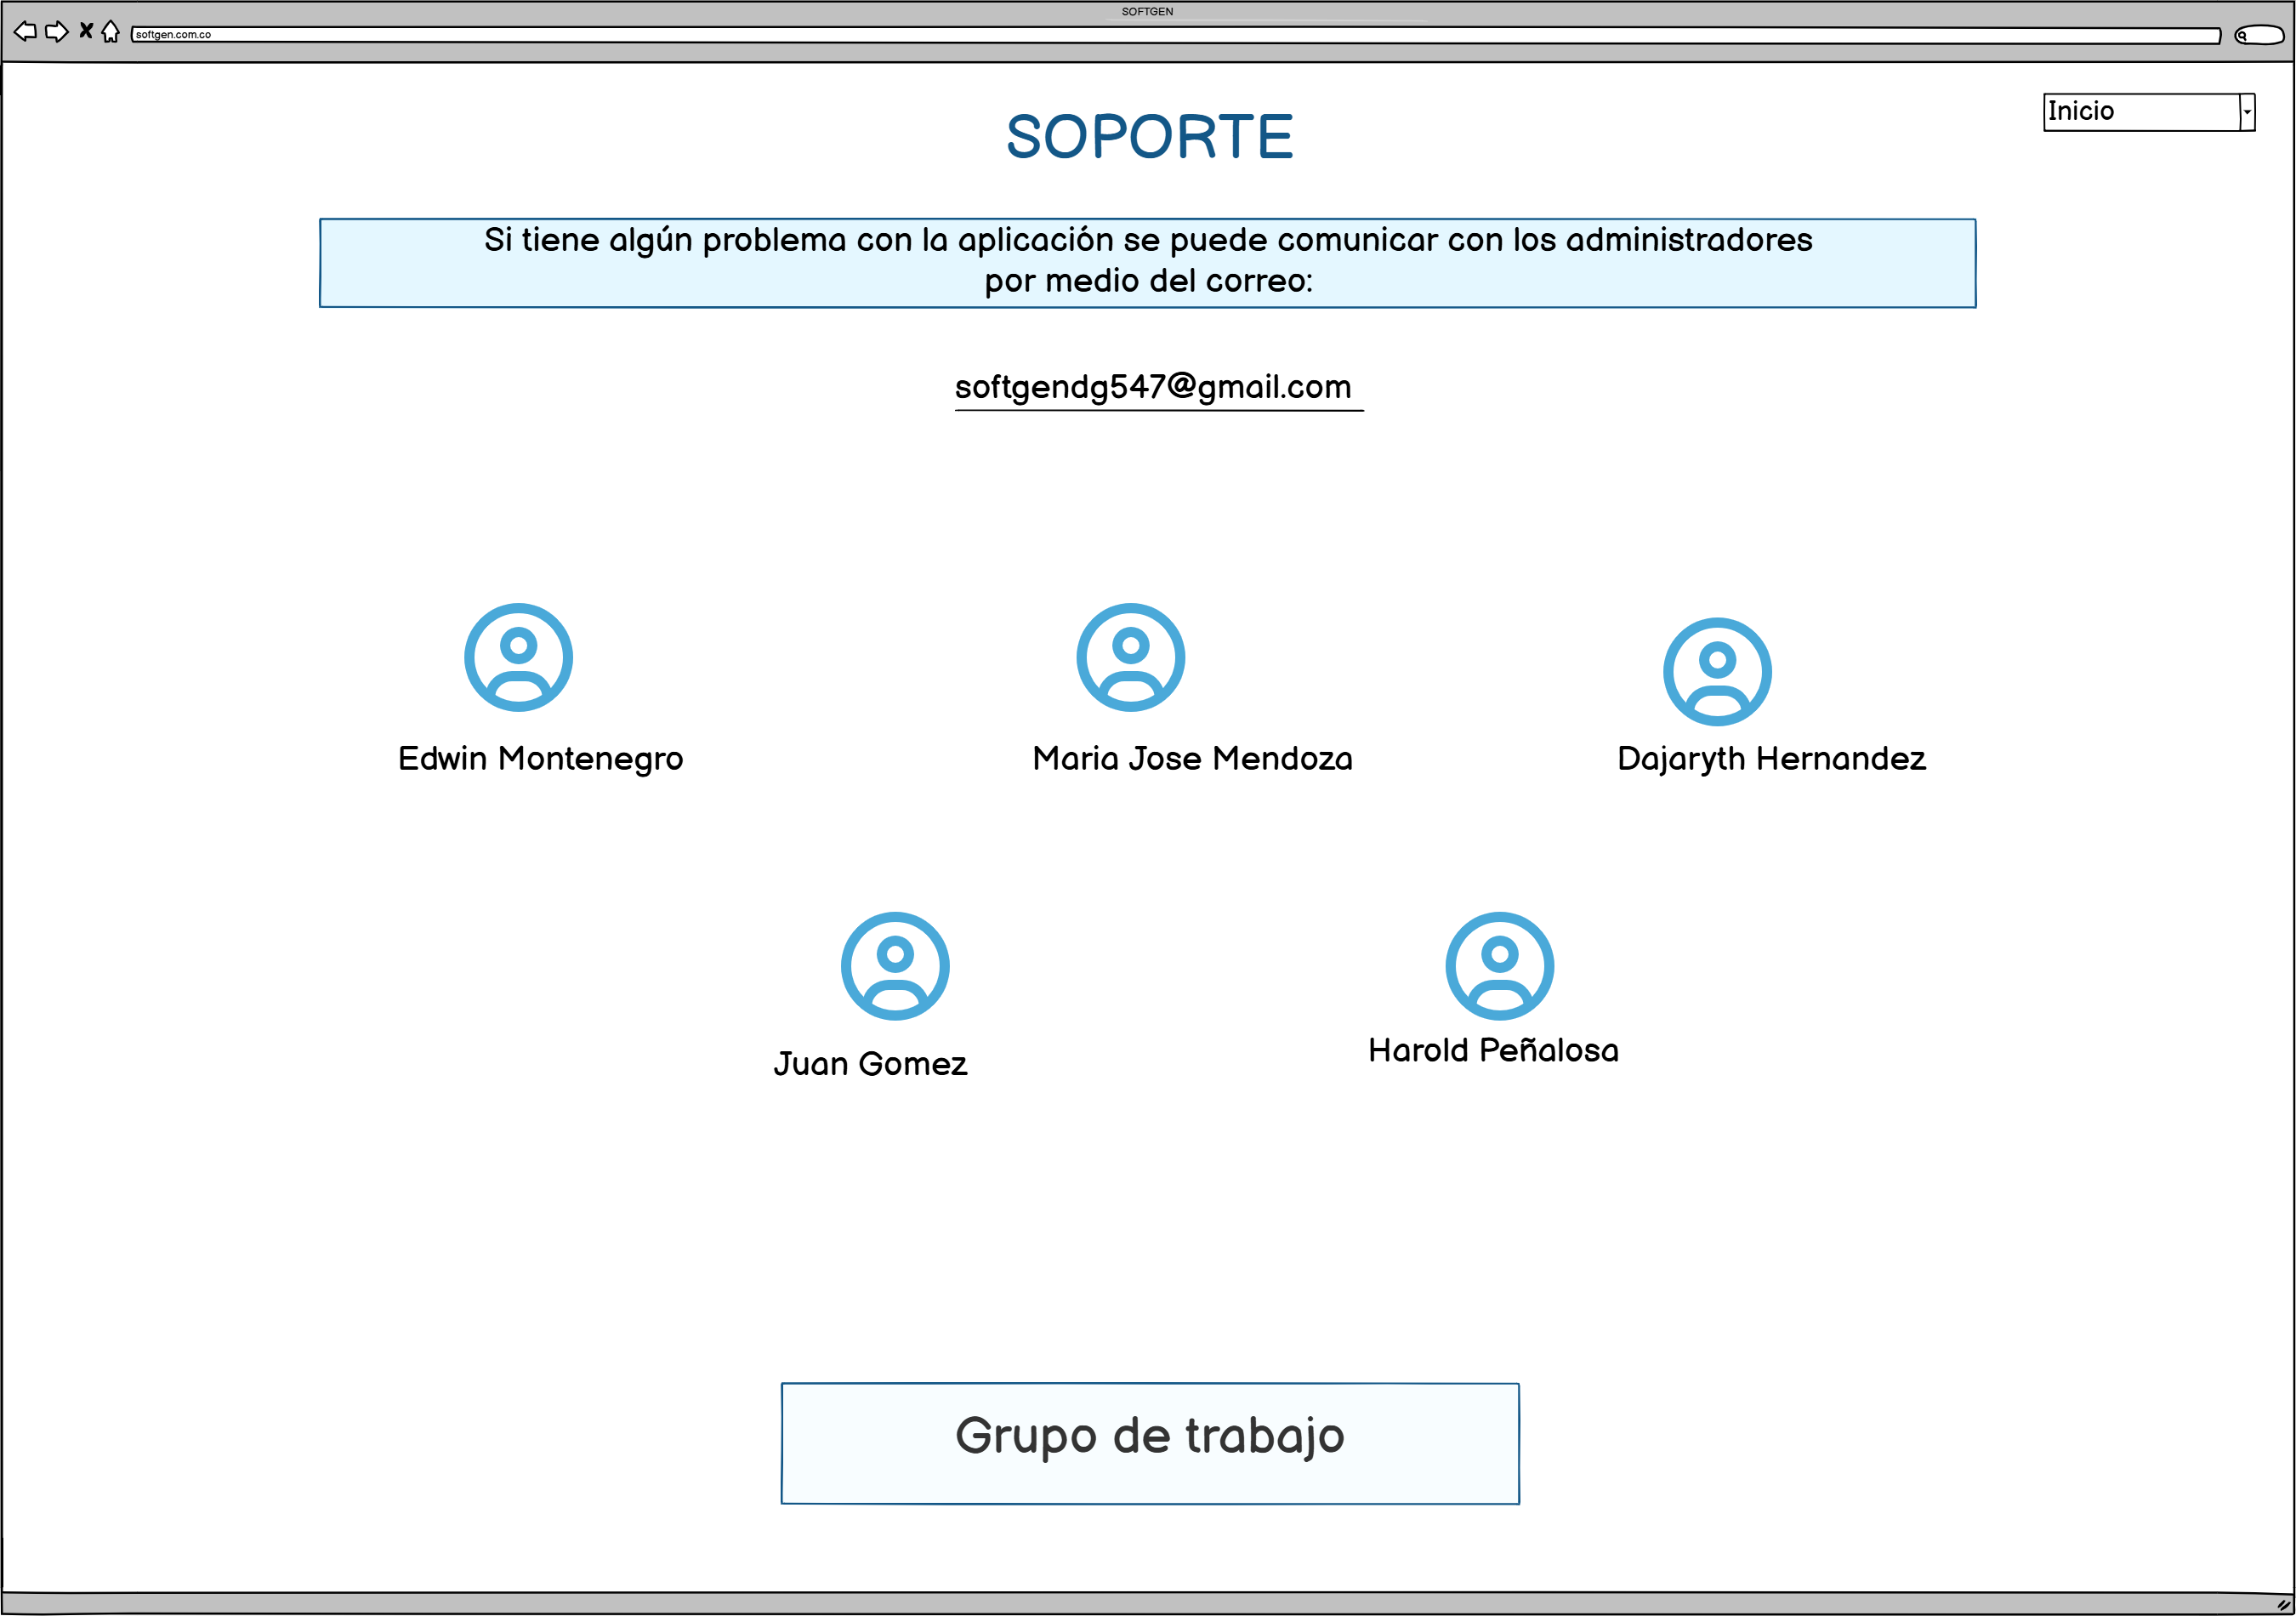 SOFTGEN
softgen.com.co
Inicio
SOPORTE
Si tiene algún problema con la aplicación se puede comunicar con los administradores
por medio del correo:
softgendg547@gmail.com
Edwin Montenegro
Maria Jose Mendoza
Dajaryth Hernandez
Juan Gomez
Harold Peñalosa
Grupo de trabajo